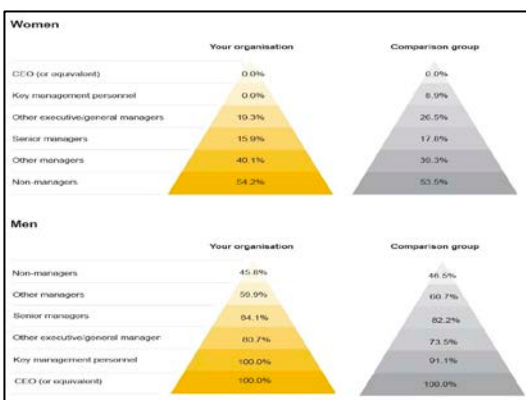 Women
Your organisation Comparison group
CEO (or equivalent) 0.0% 0.0%
Key management personnel 0.0% 8.9%
Other executive/general managers 19.3% 26.5%
Senior managers 15.9% 17.8%
Other managers 40.1% 39.3%
Non-managers 54.2% 53.5%
Men
Your organisation Comparison group
Non-managers 45.8% 46.5%
Other managers 59.9% 60.7%
Senior managers 84.1% 82.2%
Other executive/general manager 80.7% 73.5%
Key management personnel 100.0% 91.1%
CEO (or equivalent) 100.0% 100.0%